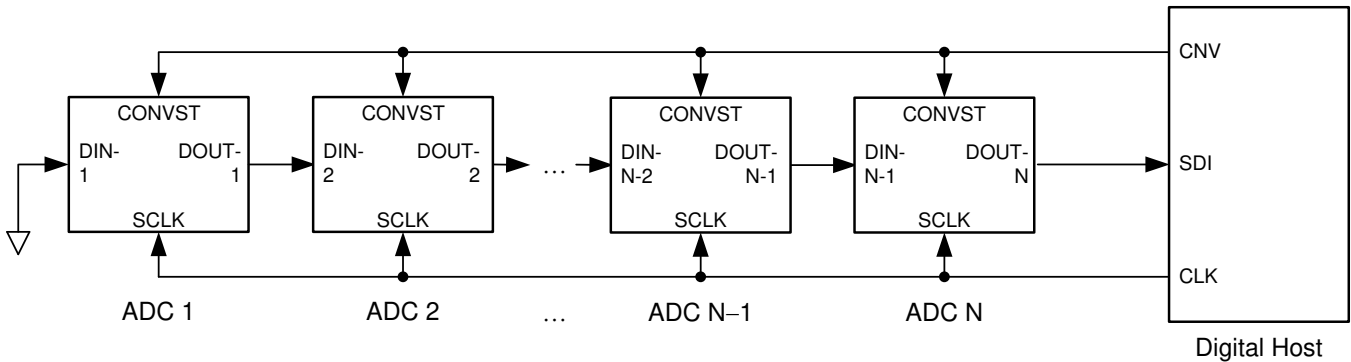 CNV
CONVST
DIN-
1
DOUT-
1
SCLK
CONVST
DIN-
2
DOUT-
2
SCLK
...
CONVST
DIN-
N-2
DOUT-
N-1
SCLK
CONVST
DIN-
N-1
DOUT-
N
SCLK
SDI
CLK
ADC 1
ADC 2
...
ADC N−1
ADC N
Digital Host